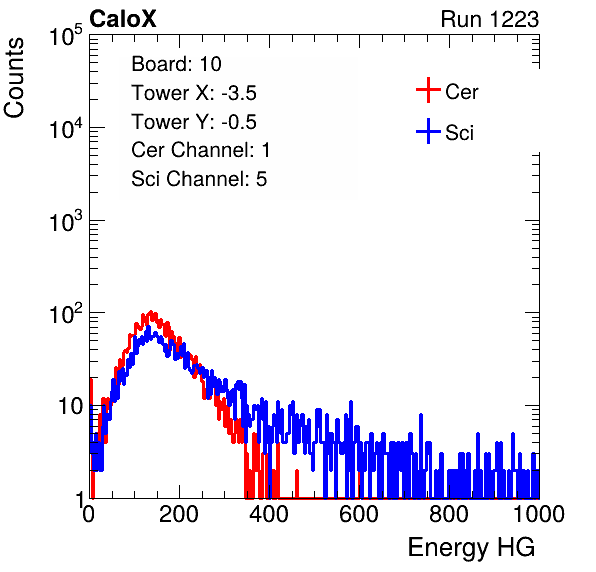 CaloX Run 1223
Counts
10^5
10^4
10^3
10^2
10
1
Board: 10
Tower X: -3.5
Tower Y: -0.5
Cer Channel: 1
Sci Channel: 5
Cer
Sci
0 200 400 600 800 1000
Energy HG